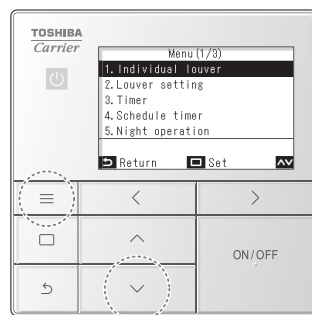 TOSHIBA
Carrier
Menu(1/3)
1.Individual louver
2.Louver setting
3.Timer
4.Schedule timer
5.Night operation
Return Set
ON/OFF